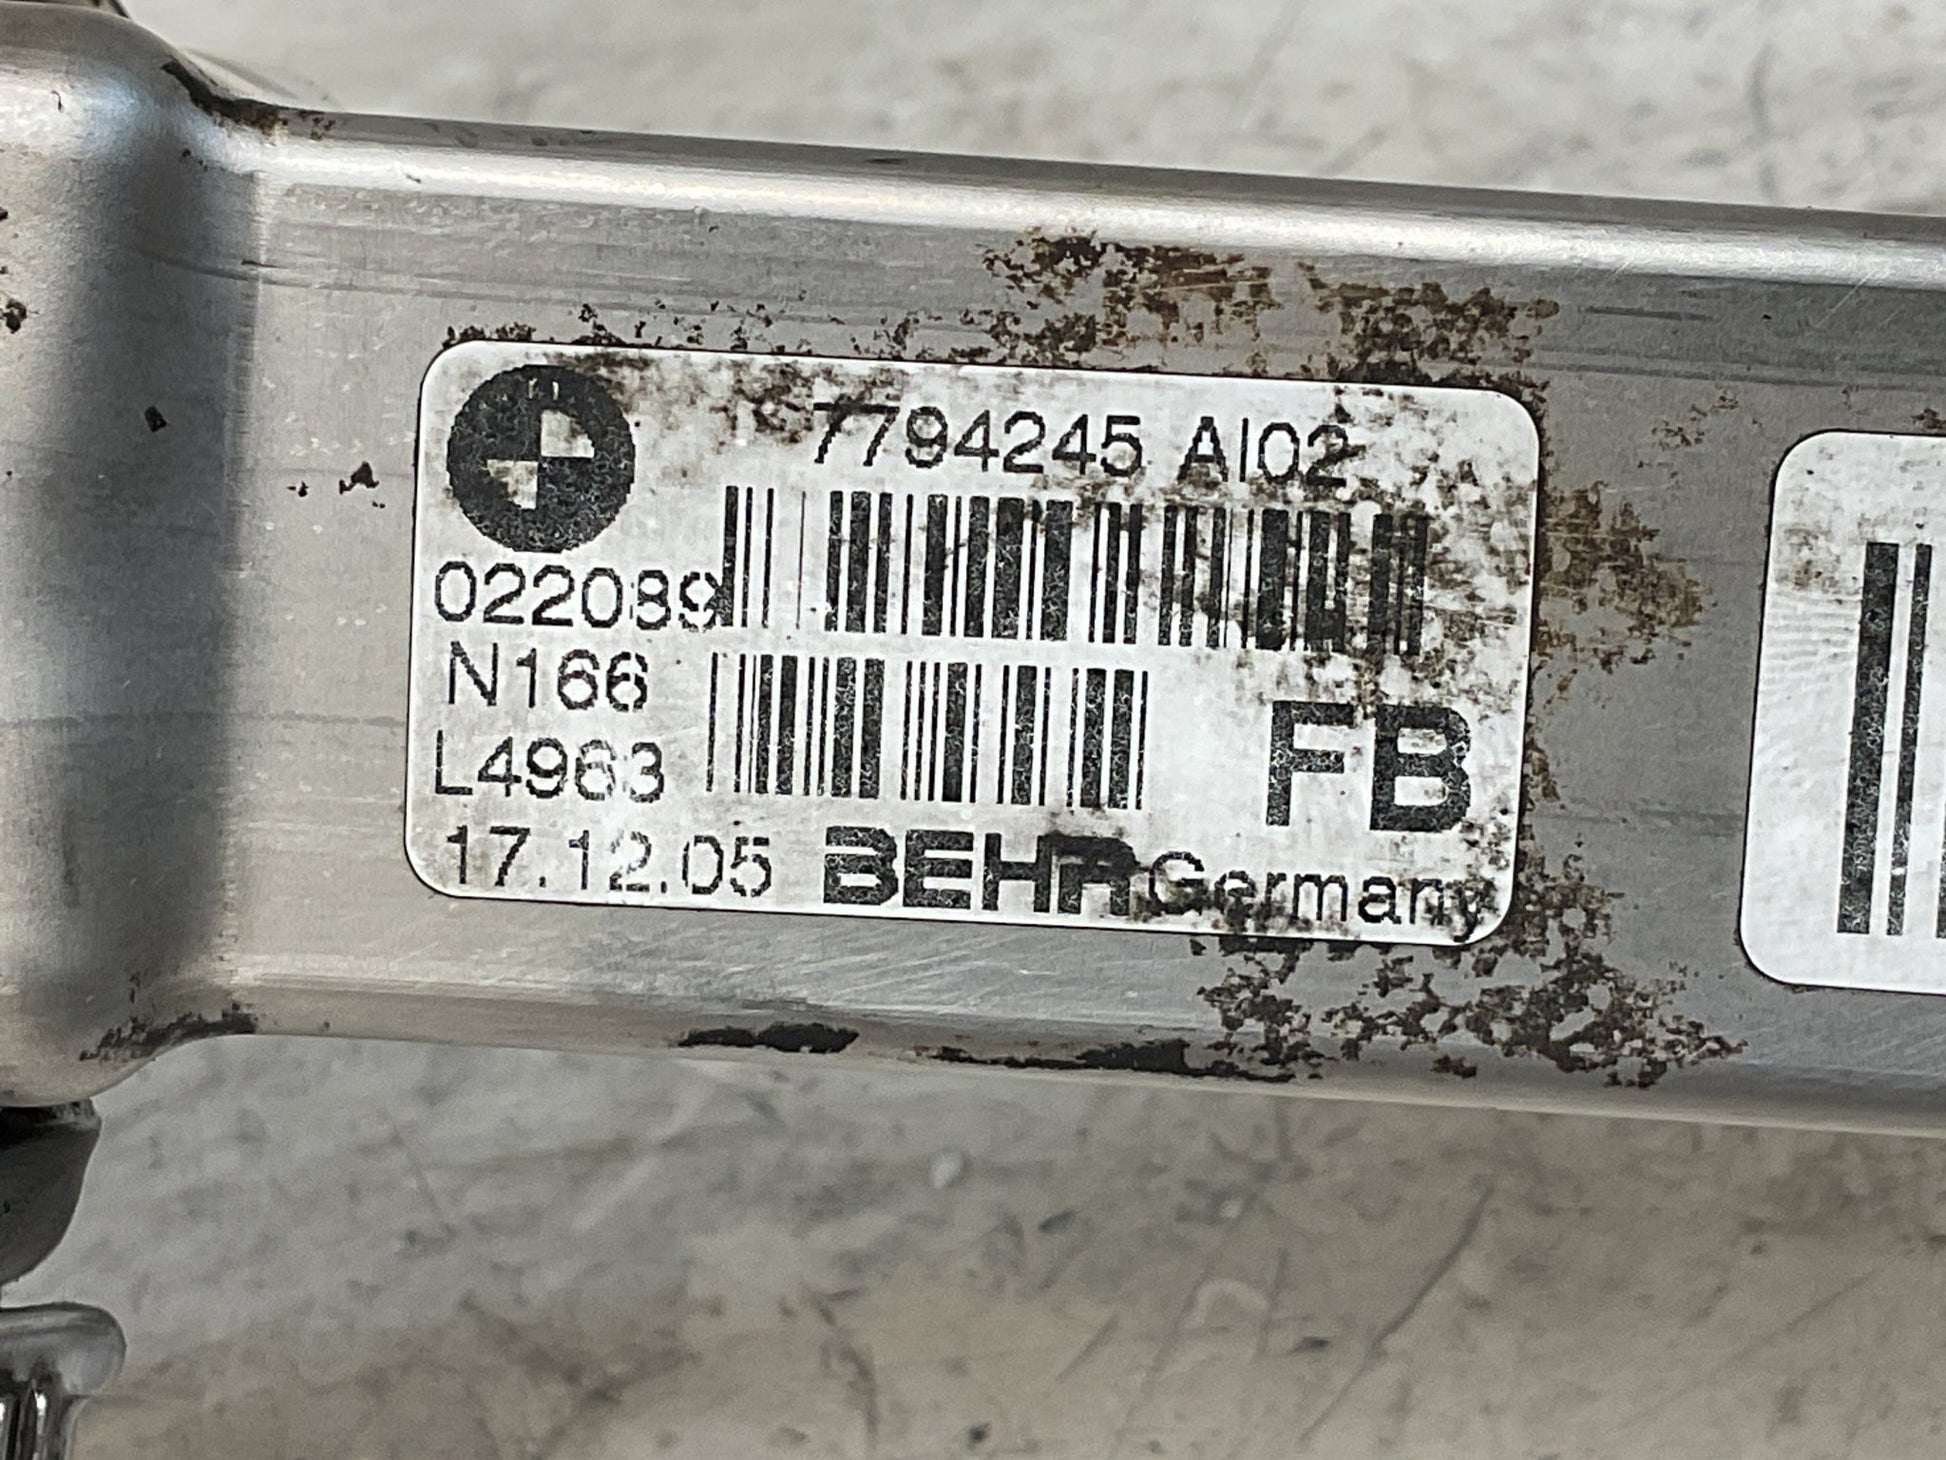 7794245 AI02
022089
N166
L4963
FB
17.12.05 BEHR Germany